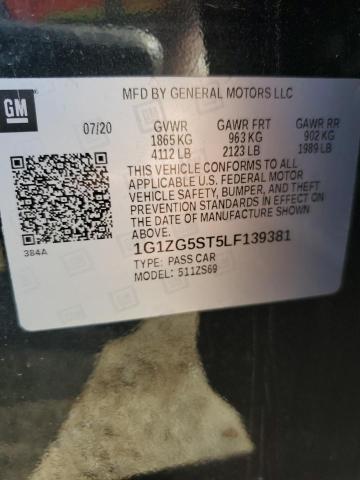 GM
MFD BY GENERAL MOTORS LLC
07/20 GVWR GAWR FRT GAWR RR
1865 KG 963 KG 902 KG
4112 LB 2123 LB 1989 LB
THIS VEHICLE CONFORMS TO ALL
APPLICABLE U.S. FEDERAL MOTOR
VEHICLE SAFETY, BUMPER, AND THEFT
PREVENTION STANDARDS IN EFFECT ON
THE DATE OF MANUFACTURE SHOWN
ABOVE.
384A
1G1ZG5ST5LF139381
TYPE: PASS CAR
MODEL: 511ZS69